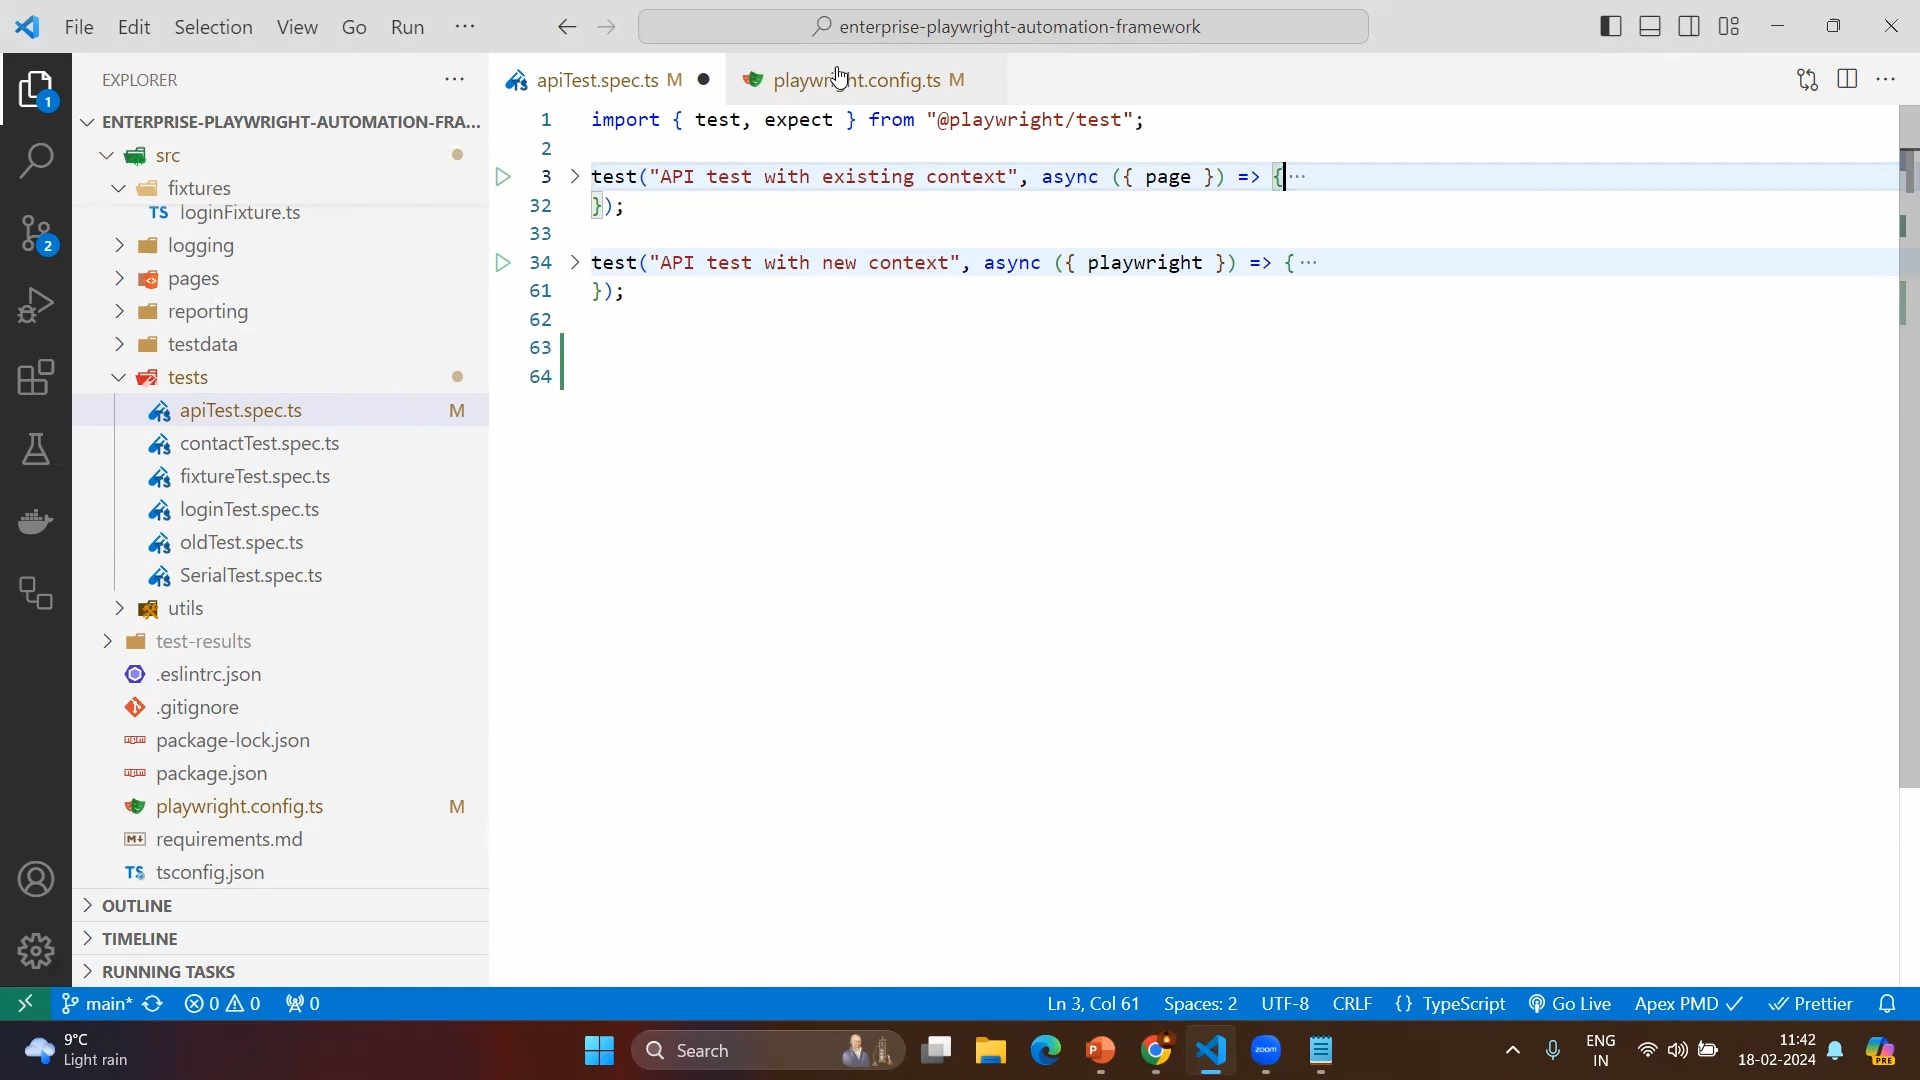 File Edit Selection View Go Run ···
enterprise-playwright-automation-framework
EXPLORER ···
apiTest.spec.ts M
playwright.config.ts M
ENTERPRISE-PLAYWRIGHT-AUTOMATION-FRA...
src
fixtures
loginFixture.ts
logging
pages
reporting
testdata
tests
apiTest.spec.ts M
contactTest.spec.ts
fixtureTest.spec.ts
loginTest.spec.ts
oldTest.spec.ts
SerialTest.spec.ts
utils
test-results
.eslintrc.json
.gitignore
package-lock.json
package.json
playwright.config.ts M
requirements.md
tsconfig.json
OUTLINE
TIMELINE
RUNNING TASKS
1 import { test, expect } from "@playwright/test";
2
3 test("API test with existing context", async ({ page }) => {···
32 });
33
34 test("API test with new context", async ({ playwright }) => {···
61 });
62
63
64
1
2
main* 0 0 0
Ln 3, Col 61 Spaces: 2 UTF-8 CRLF {} TypeScript Go Live Apex PMD Prettier
9°C
Light rain
Search
zoom
ENG
IN
11:42
18-02-2024
PRE